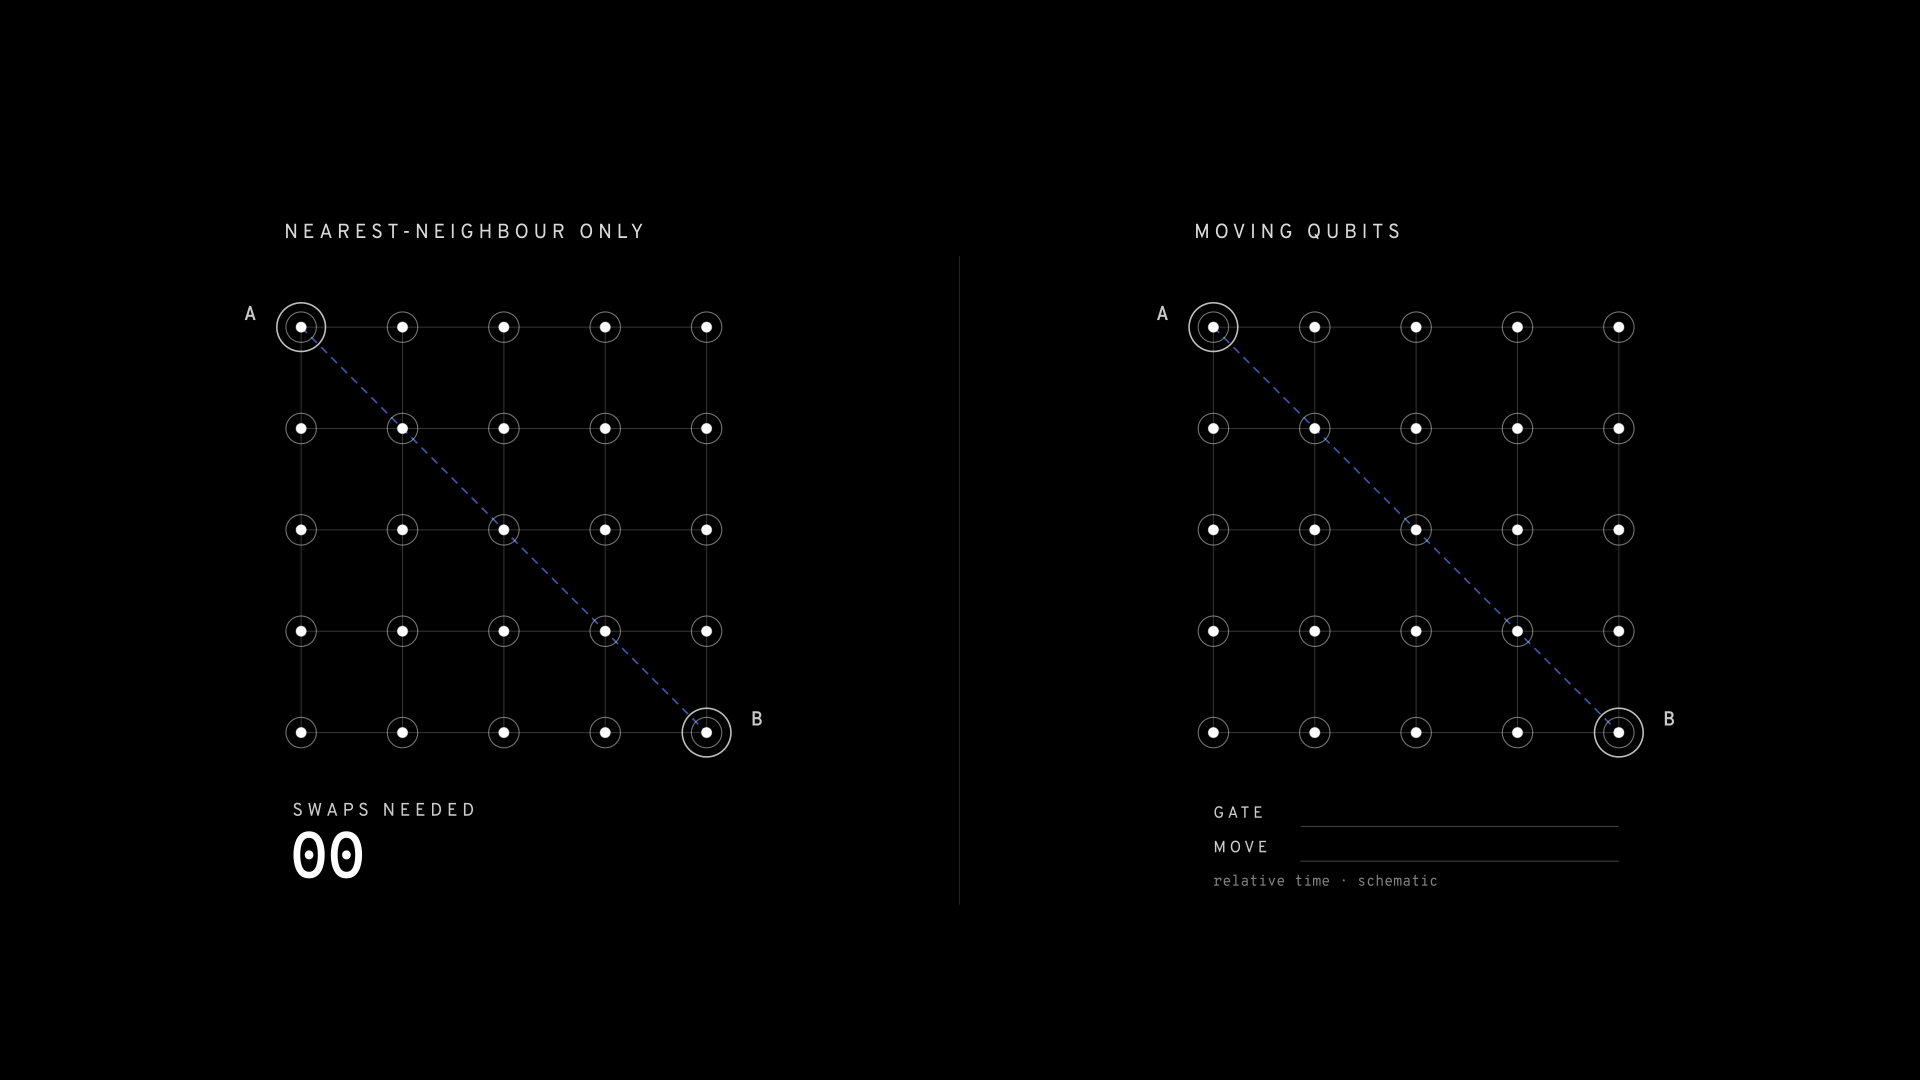 NEAREST-NEIGHBOUR ONLY
A
B
SWAPS NEEDED
00
MOVING QUBITS
A
B
GATE
MOVE
relative time · schematic